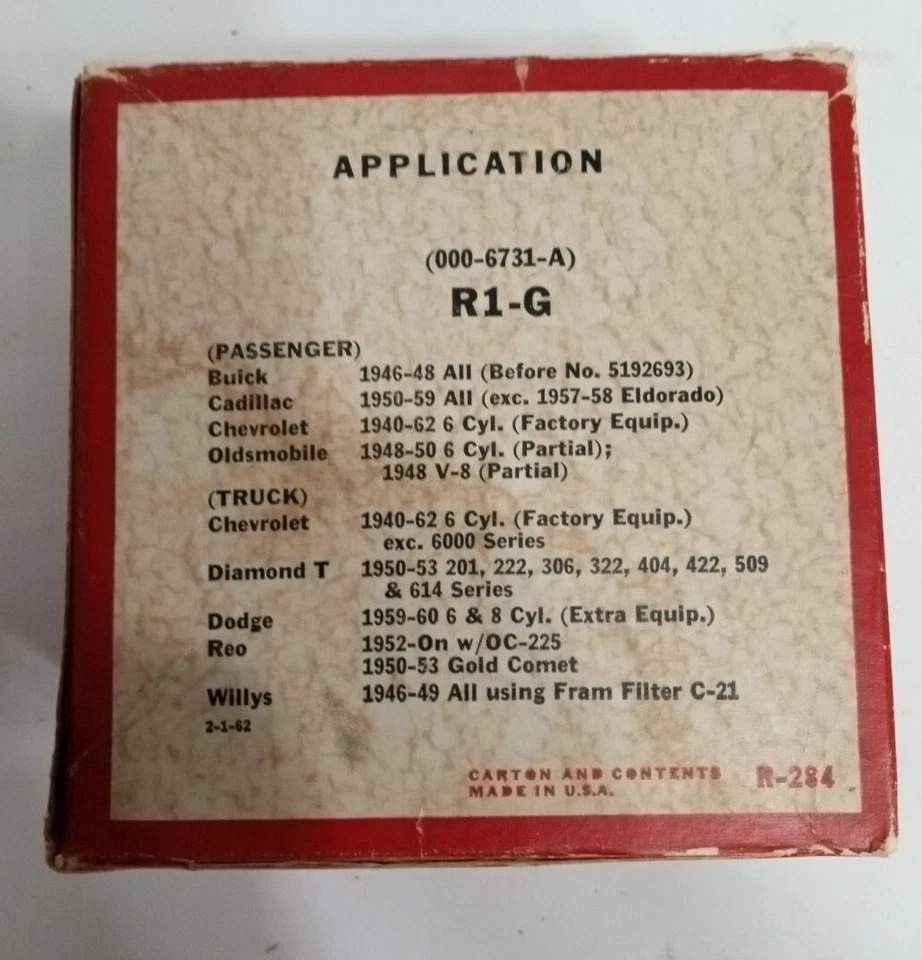 APPLICATION
(000-6731-A)
R1-G
(PASSENGER)
Buick 1946-48 All (Before No. 5192693)
Cadillac 1950-59 All (exc. 1957-58 Eldorado)
Chevrolet 1940-62 6 Cyl. (Factory Equip.)
Oldsmobile 1948-50 6 Cyl. (Partial);
1948 V-8 (Partial)
(TRUCK)
Chevrolet 1940-62 6 Cyl. (Factory Equip.)
exc. 6000 Series
Diamond T 1950-53 201, 222, 306, 322, 404, 422, 509
& 614 Series
Dodge 1959-60 6 & 8 Cyl. (Extra Equip.)
Reo 1952-On w/OC-225
1950-53 Gold Comet
Willys 1946-49 All using Fram Filter C-21
2-1-62
CARTON AND CONTENTS
MADE IN U.S.A.
R-284